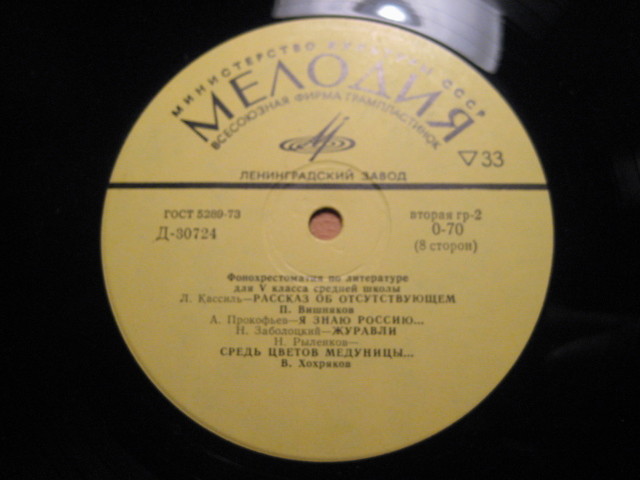 МИНИСТЕРСТВО КУЛЬТУРЫ СССР
МЕЛОДИЯ
ВСЕСОЮЗНАЯ ФИРМА ГРАМПЛАСТИНОК
▽33
ЛЕНИНГРАДСКИЙ ЗАВОД
ГОСТ 5289-73
Д-30724
вторая гр-2
0-70
(8 сторон)
Фонохрестоматия по литературе
для V класса средней школы
Л. Кассиль—РАССКАЗ ОБ ОТСУТСТВУЮЩЕМ
П. Вишняков
А. Прокофьев—Я ЗНАЮ РОССИЮ...
Н. Заболоцкий—ЖУРАВЛИ
Н. Рыленков—
СРЕДЬ ЦВЕТОВ МЕДУНИЦЫ...
В. Хохряков